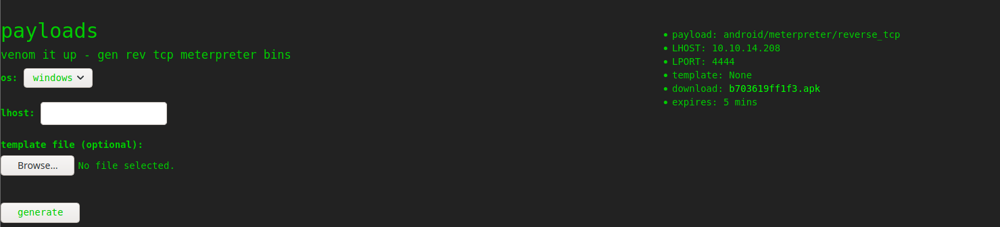 payloads
venom it up - gen rev tcp meterpreter bins
os: windows
lhost:
template file (optional):
Browse... No file selected.
generate
payload: android/meterpreter/reverse_tcp
LHOST: 10.10.14.208
LPORT: 4444
template: None
download: b703619ff1f3.apk
expires: 5 mins